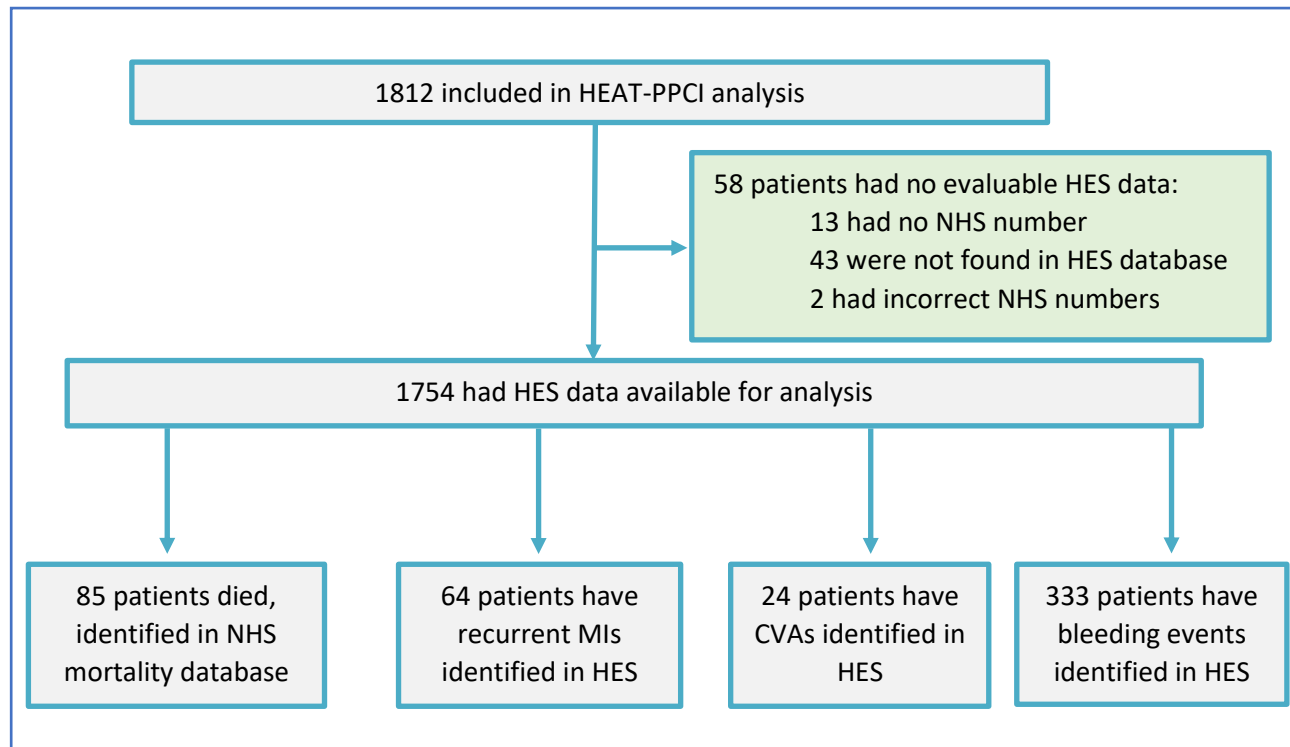 1812 included in HEAT-PPCI analysis
58 patients had no evaluable HES data:
13 had no NHS number
43 were not found in HES database
2 had incorrect NHS numbers
1754 had HES data available for analysis
85 patients died,
identified in NHS
mortality database
64 patients have
recurrent MIs
identified in HES
24 patients have
CVAs identified in
HES
333 patients have
bleeding events
identified in HES